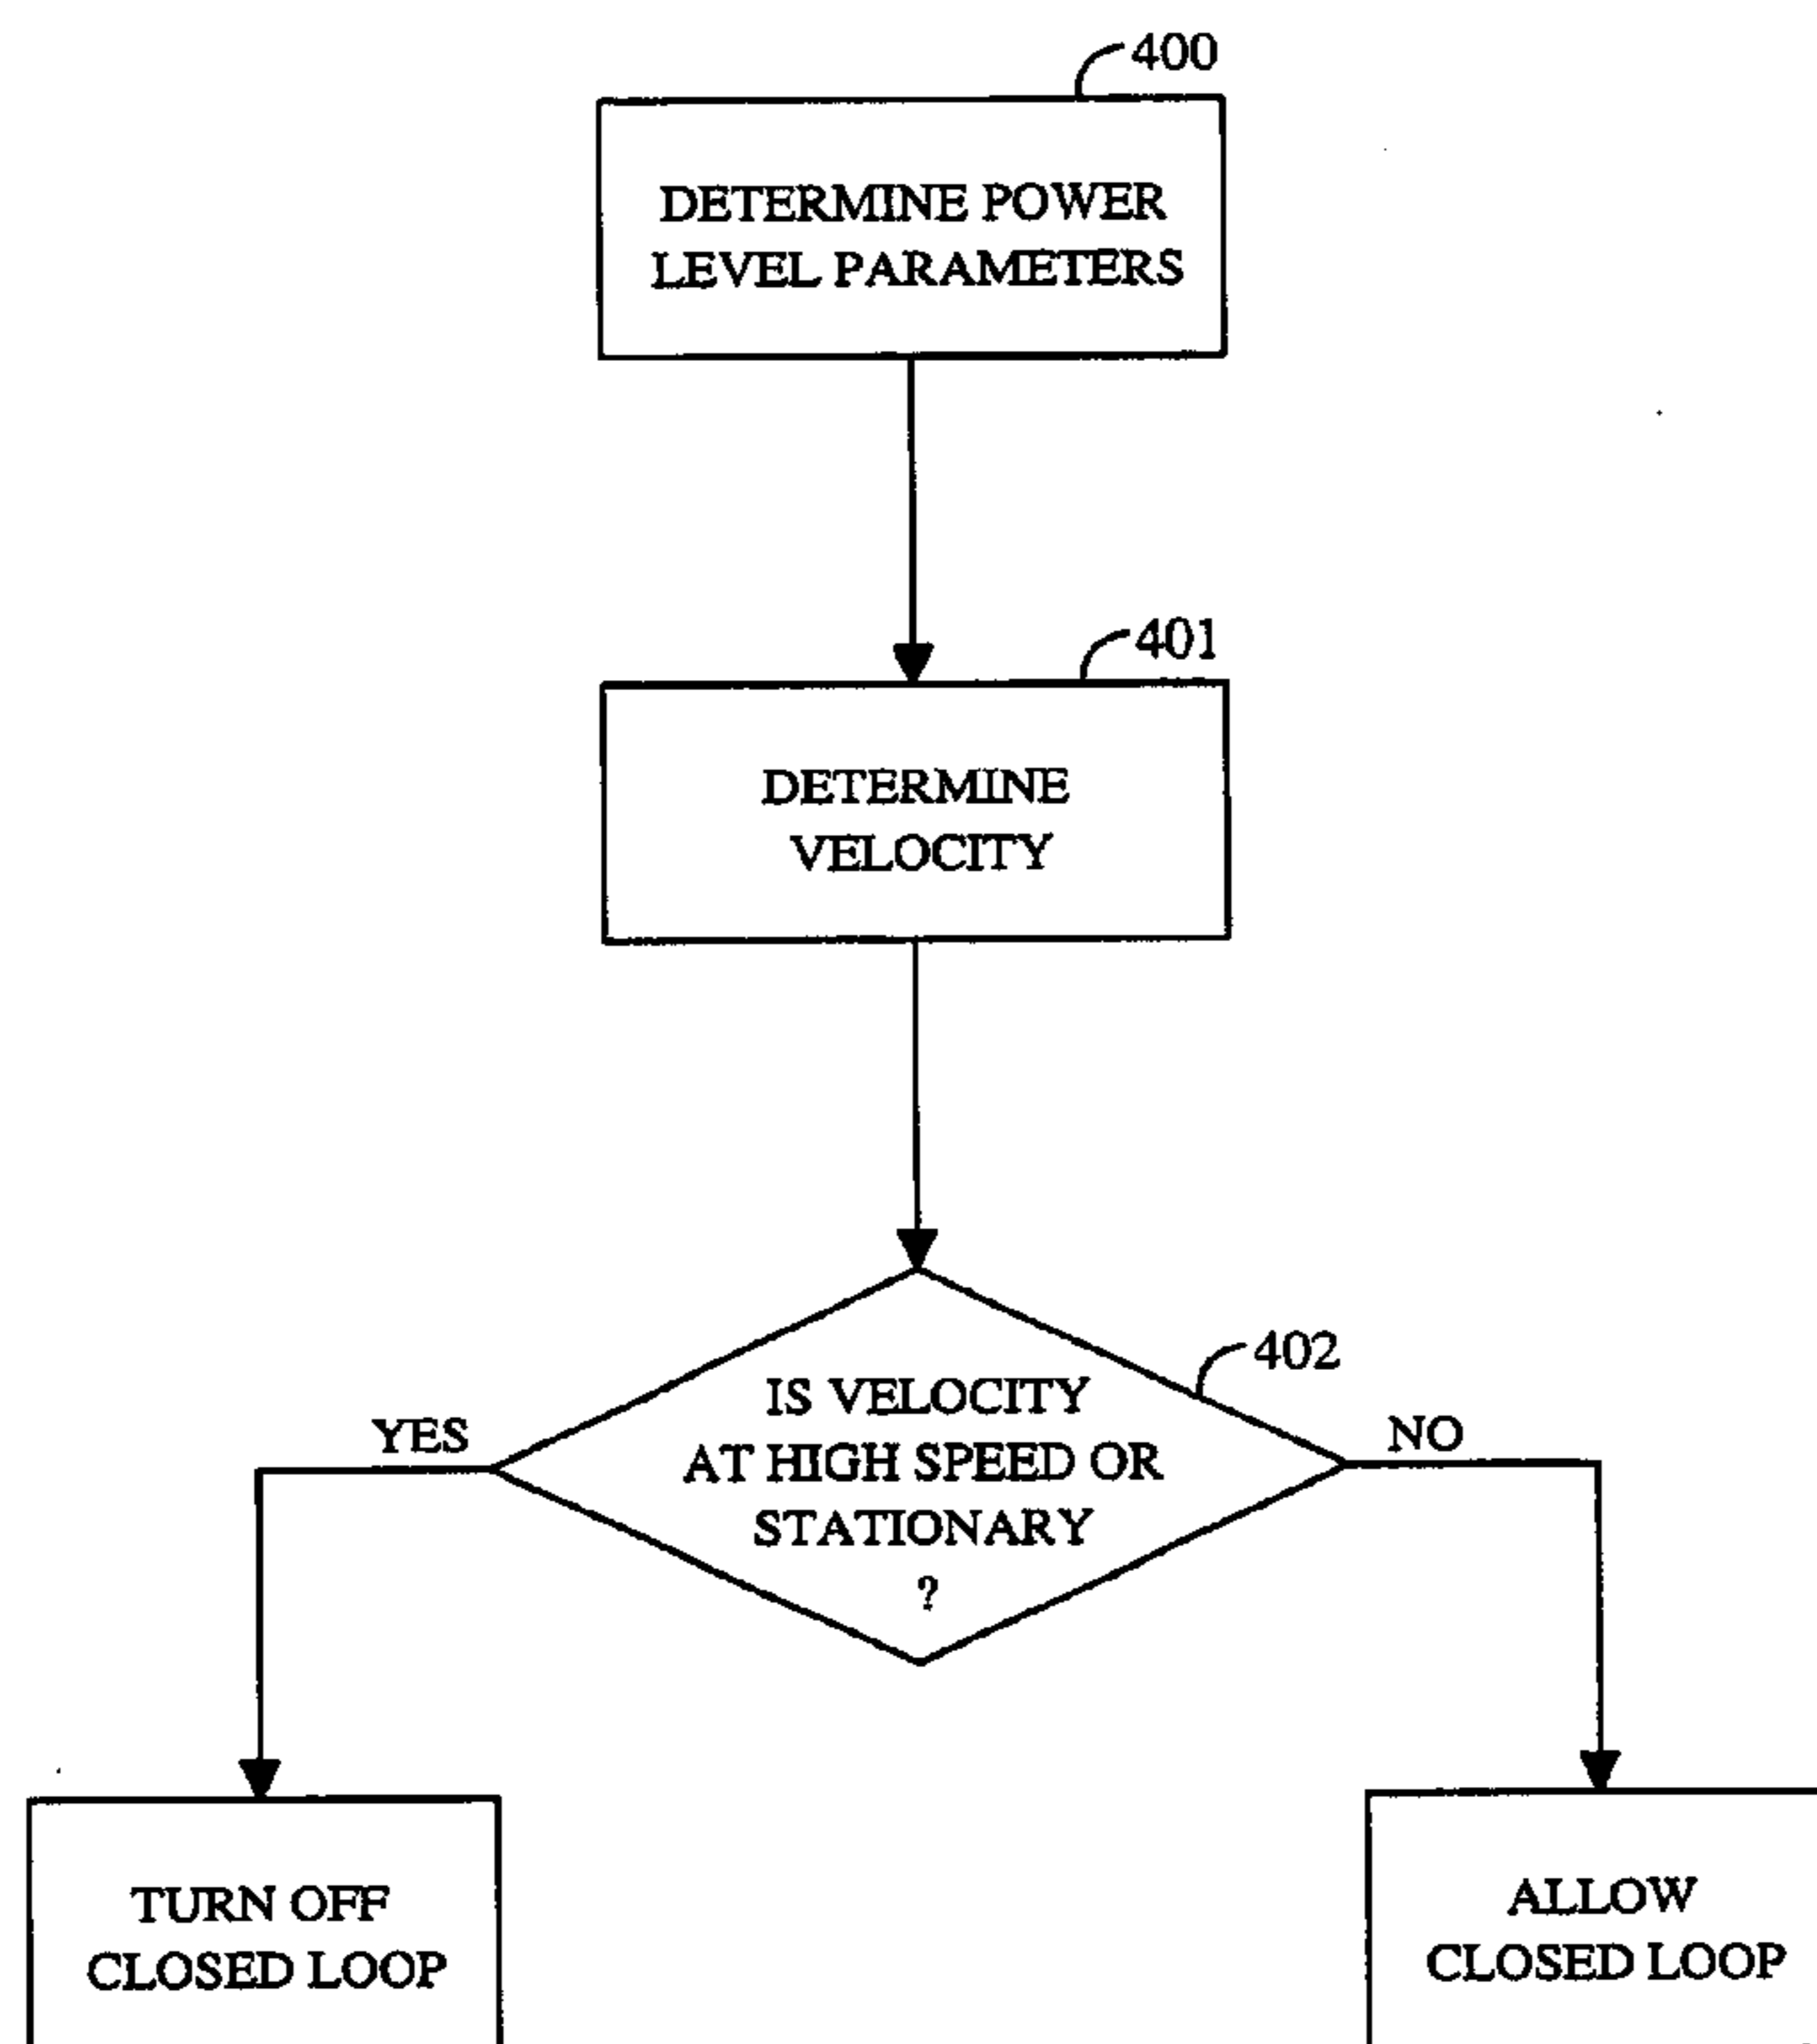 400
DETERMINE POWER
LEVEL PARAMETERS
401
DETERMINE
VELOCITY
402
IS VELOCITY
AT HIGH SPEED OR
STATIONARY
?
YES
NO
TURN OFF
CLOSED LOOP
ALLOW
CLOSED LOOP